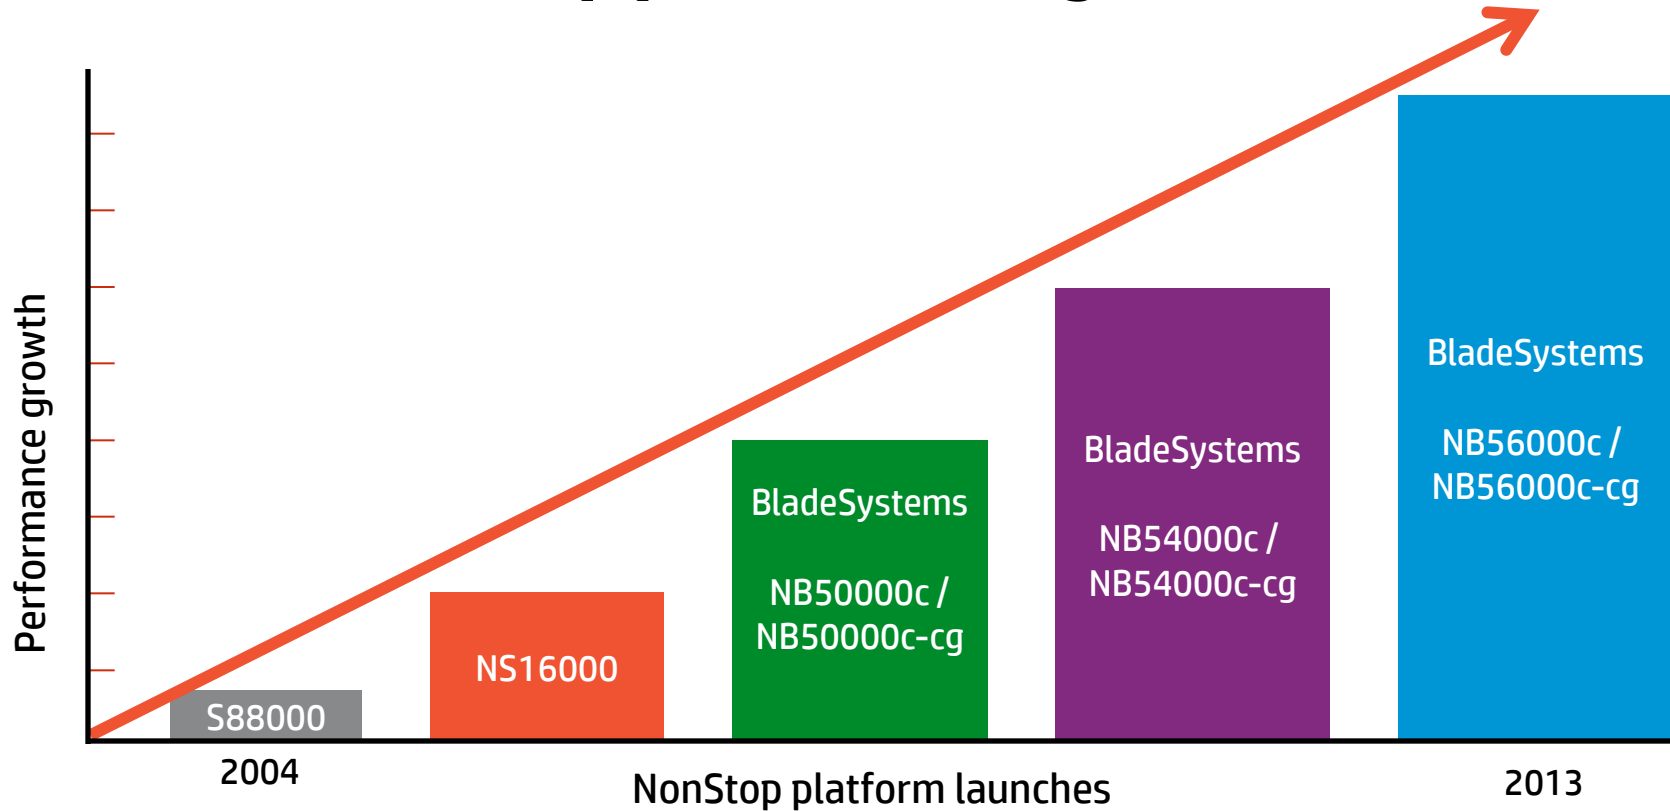 Performance growth
S88000
NS16000
BladeSystems
NB50000c /
NB50000c-cg
BladeSystems
NB54000c /
NB54000c-cg
BladeSystems
NB56000c /
NB56000c-cg
2004
NonStop platform launches
2013